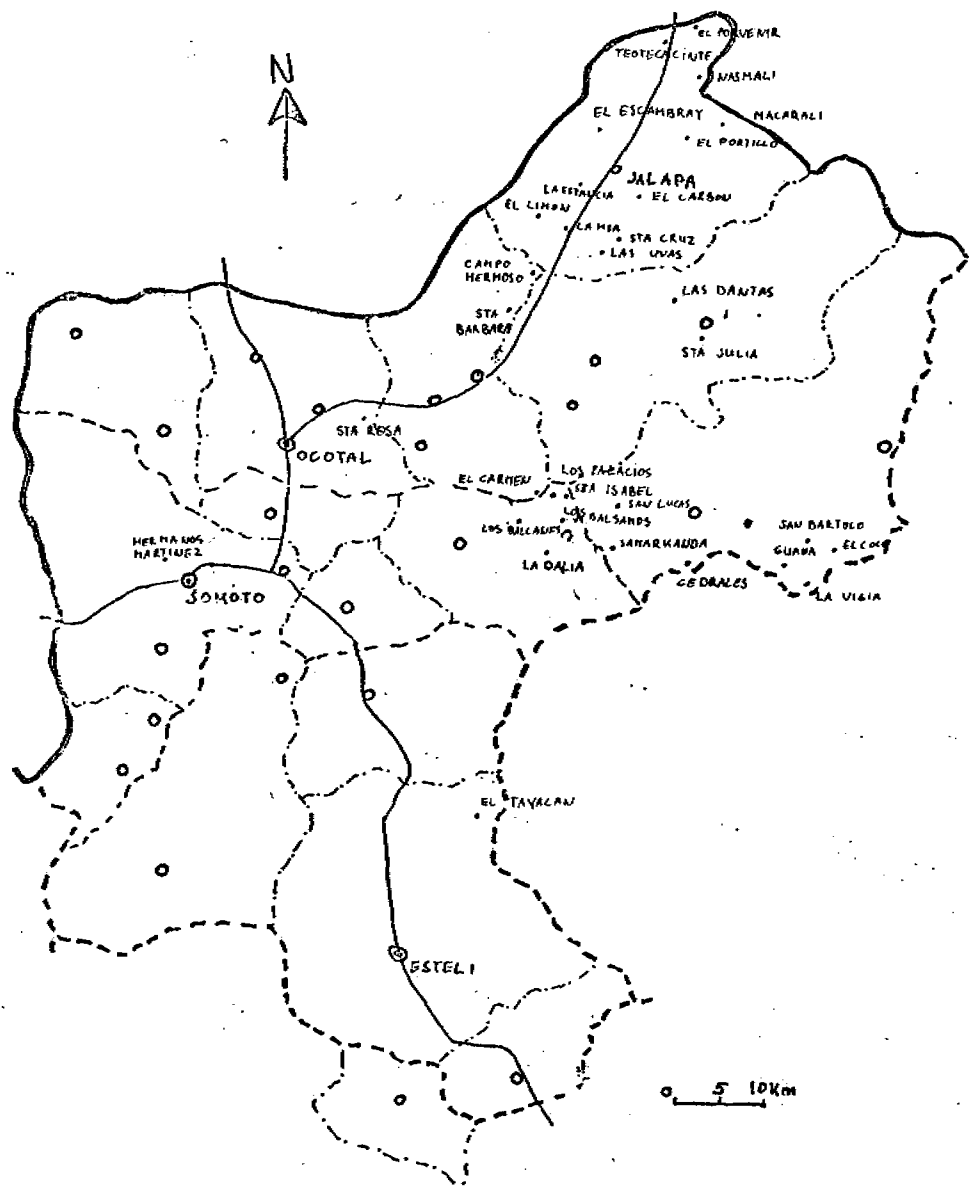 N
EL PORVENIR
TEOTECACINTE
NASMALI
EL ESCAMBRAY
MACARALI
EL PORTILLO
JALAPA
LA ESTANCIA
EL CARBON
EL LIMON
LA MIA
STA CRUZ
LAS UVAS
CAMPO
HERMOSO
LAS DANTAS
STA
BARBARA
STA JULIA
STA ROSA
OCOTAL
LOS PALACIOS
EL CARMEN
STA ISABEL
SAN LUCAS
LOS
BALSAMOS
LOS BALCANES
SAN BARTOLO
HERMANOS
MARTINEZ
SAMARKANDA
GUANA
EL COCO
LA DALIA
CEDRALES
LA VIGIA
SOMOTO
EL TAYACAN
ESTELI
0 5 10Km